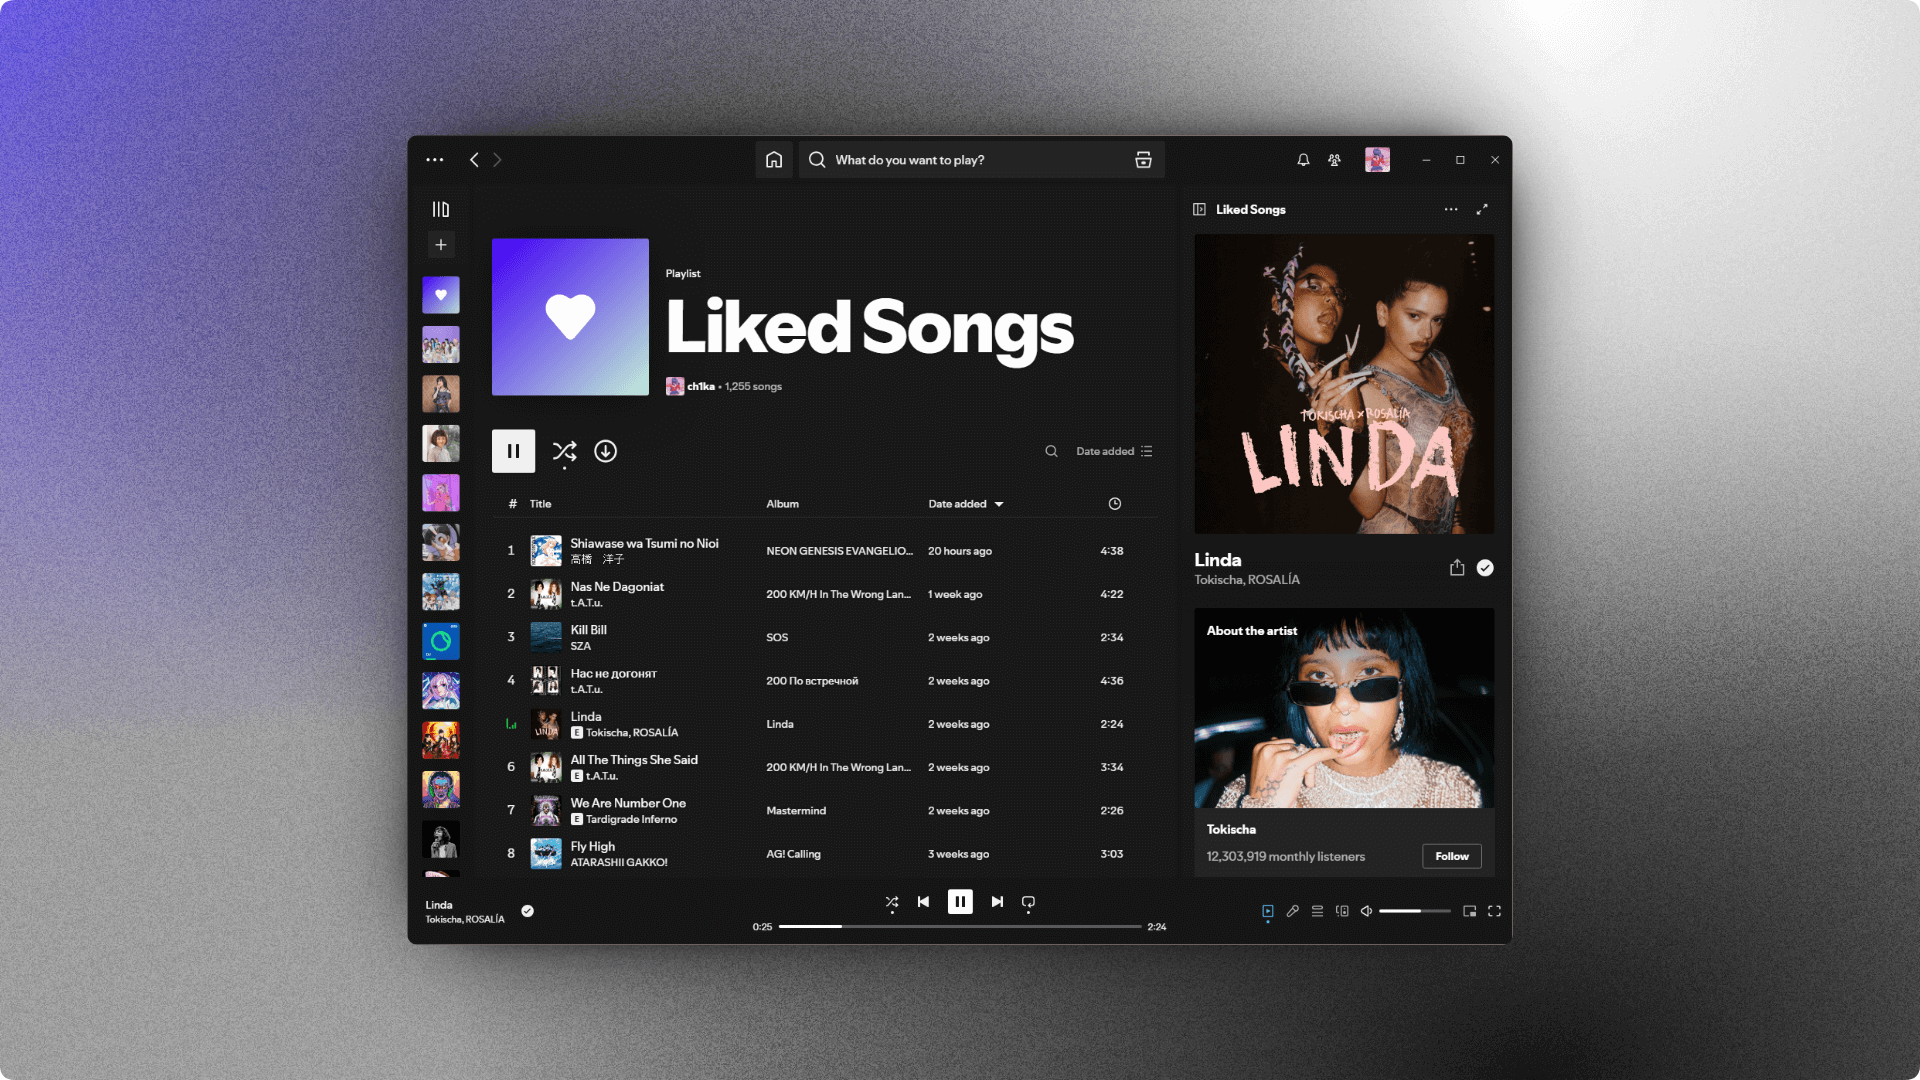 What do you want to play?
Liked Songs
Playlist
Liked Songs
ch1ka • 1,255 songs
Date added
# Title Album Date added
1 Shiawase wa Tsumi no Nioi NEON GENESIS EVANGELIO... 20 hours ago 4:38
高橋 洋子
2 Nas Ne Dagoniat 200 KM/H In The Wrong Lan... 1 week ago 4:22
t.A.T.u.
3 Kill Bill SOS 2 weeks ago 2:34
SZA
4 Нас не догонят 200 По встречной 2 weeks ago 4:36
t.A.T.u.
Linda Linda 2 weeks ago 2:24
E Tokischa, ROSALÍA
6 All The Things She Said 200 KM/H In The Wrong Lan... 2 weeks ago 3:34
E t.A.T.u.
7 We Are Number One Mastermind 2 weeks ago 2:26
E Tardigrade Inferno
8 Fly High AG! Calling 3 weeks ago 3:03
ATARASHII GAKKO!
TOKISCHA x ROSALÍA
LINDA
Linda
Tokischa, ROSALÍA
About the artist
Tokischa
12,303,919 monthly listeners
Follow
Linda
Tokischa, ROSALÍA
0:25 2:24